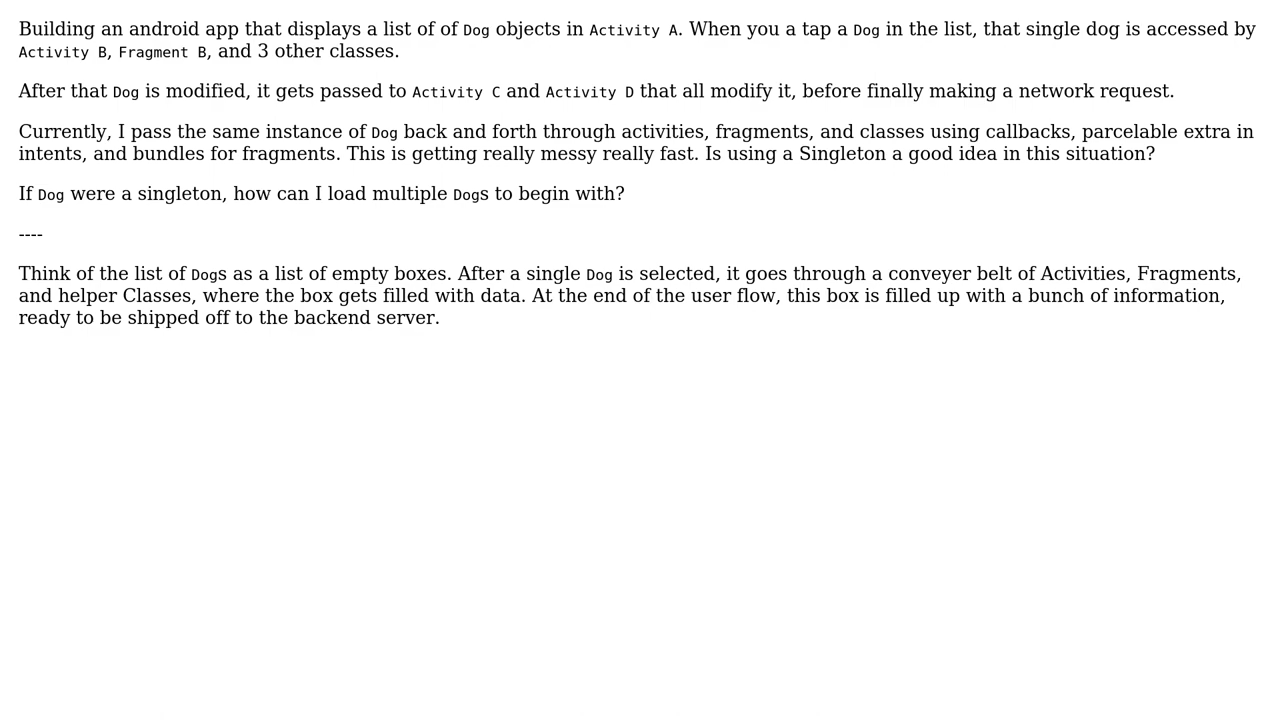 Building an android app that displays a list of of Dog objects in Activity A. When you a tap a Dog in the list, that single dog is accessed by
Activity B, Fragment B, and 3 other classes.
After that Dog is modified, it gets passed to Activity C and Activity D that all modify it, before finally making a network request.
Currently, I pass the same instance of Dog back and forth through activities, fragments, and classes using callbacks, parcelable extra in
intents, and bundles for fragments. This is getting really messy really fast. Is using a Singleton a good idea in this situation?
If Dog were a singleton, how can I load multiple Dogs to begin with?
----
Think of the list of Dogs as a list of empty boxes. After a single Dog is selected, it goes through a conveyer belt of Activities, Fragments,
and helper Classes, where the box gets filled with data. At the end of the user flow, this box is filled up with a bunch of information,
ready to be shipped off to the backend server.